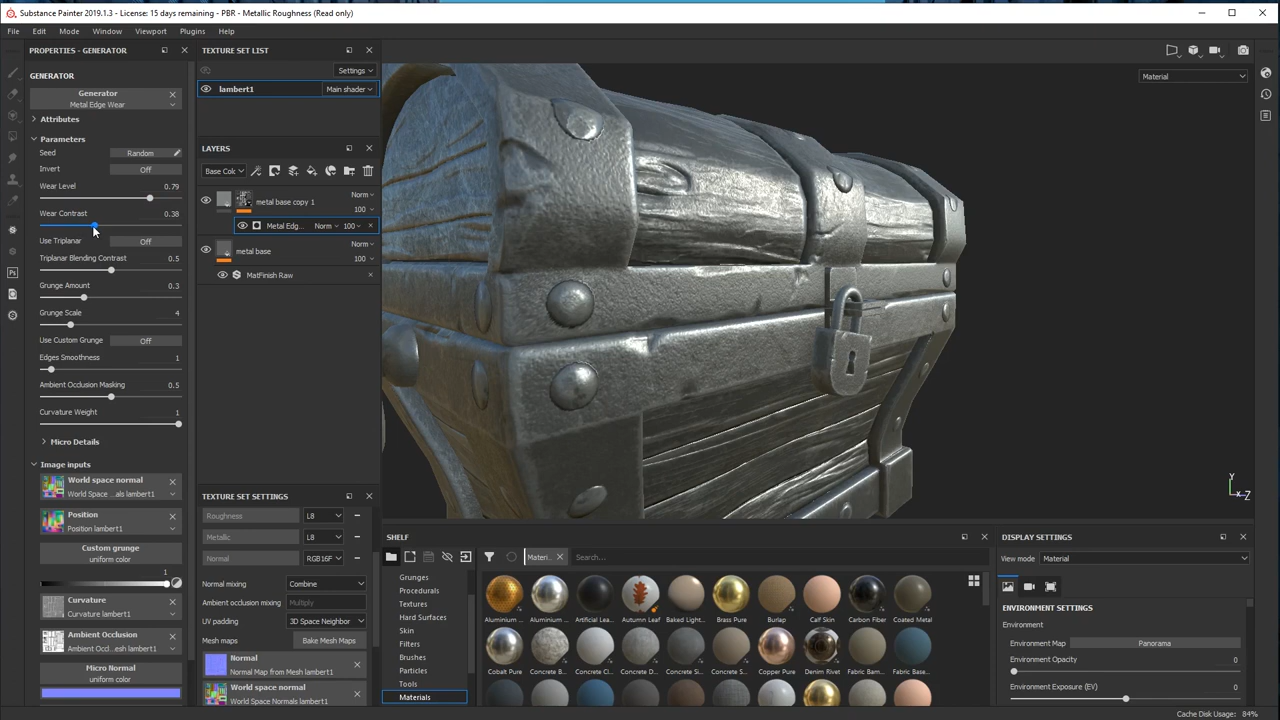 Substance Painter 2019.1.3 - License: 15 days remaining - PBR - Metallic Roughness (Read only)
File Edit Mode Window Viewport Plugins Help
PROPERTIES - GENERATOR
GENERATOR
Generator
Metal Edge Wear
Attributes
Parameters
Seed Random
Invert Off
Wear Level 0.79
Wear Contrast 0.38
Use Triplanar Off
Triplanar Blending Contrast 0.5
Grunge Amount 0.3
Grunge Scale 4
Use Custom Grunge Off
Edges Smoothness 1
Ambient Occlusion Masking 0.5
Curvature Weight 1
Micro Details
Image inputs
World space normal
World Space ...als lambert1
Position
Position lambert1
Custom grunge
uniform color
1
Curvature
Curvature lambert1
Ambient Occlusion
Ambient Occl...esh lambert1
Micro Normal
uniform color
TEXTURE SET LIST
Settings
lambert1 Main shader
LAYERS
Base Col
metal base copy 1 Norm
100
Metal Edg... Norm 100
metal base Norm
100
MatFinish Raw
TEXTURE SET SETTINGS
Roughness L8
Metallic L8
Normal RGB16F
Normal mixing: Combine
Ambient occlusion mixing: Multiply
UV padding 3D Space Neighbor
Mesh maps Bake Mesh Maps
Normal
Normal Map from Mesh lambert1
World space normal
World Space Normals lambert1
Material
Y
Z
SHELF
Materi... Search...
Grunges
Procedurals
Textures
Hard Surfaces
Skin
Filters
Brushes
Particles
Tools
Materials
Aluminium ... Aluminium ... Artificial Lea... Autumn Leaf Baked Light... Brass Pure Burlap Calf Skin Carbon Fiber Coated Metal
Cobalt Pure Concrete B... Concrete Cl... Concrete D... Concrete Si... Concrete S... Copper Pure Denim Rivet Fabric Bam... Fabric Base...
DISPLAY SETTINGS
View mode Material
ENVIRONMENT SETTINGS
Environment
Environment Map Panorama
Environment Opacity 0
Environment Exposure (EV) 0
Cache Disk Usage: 84%